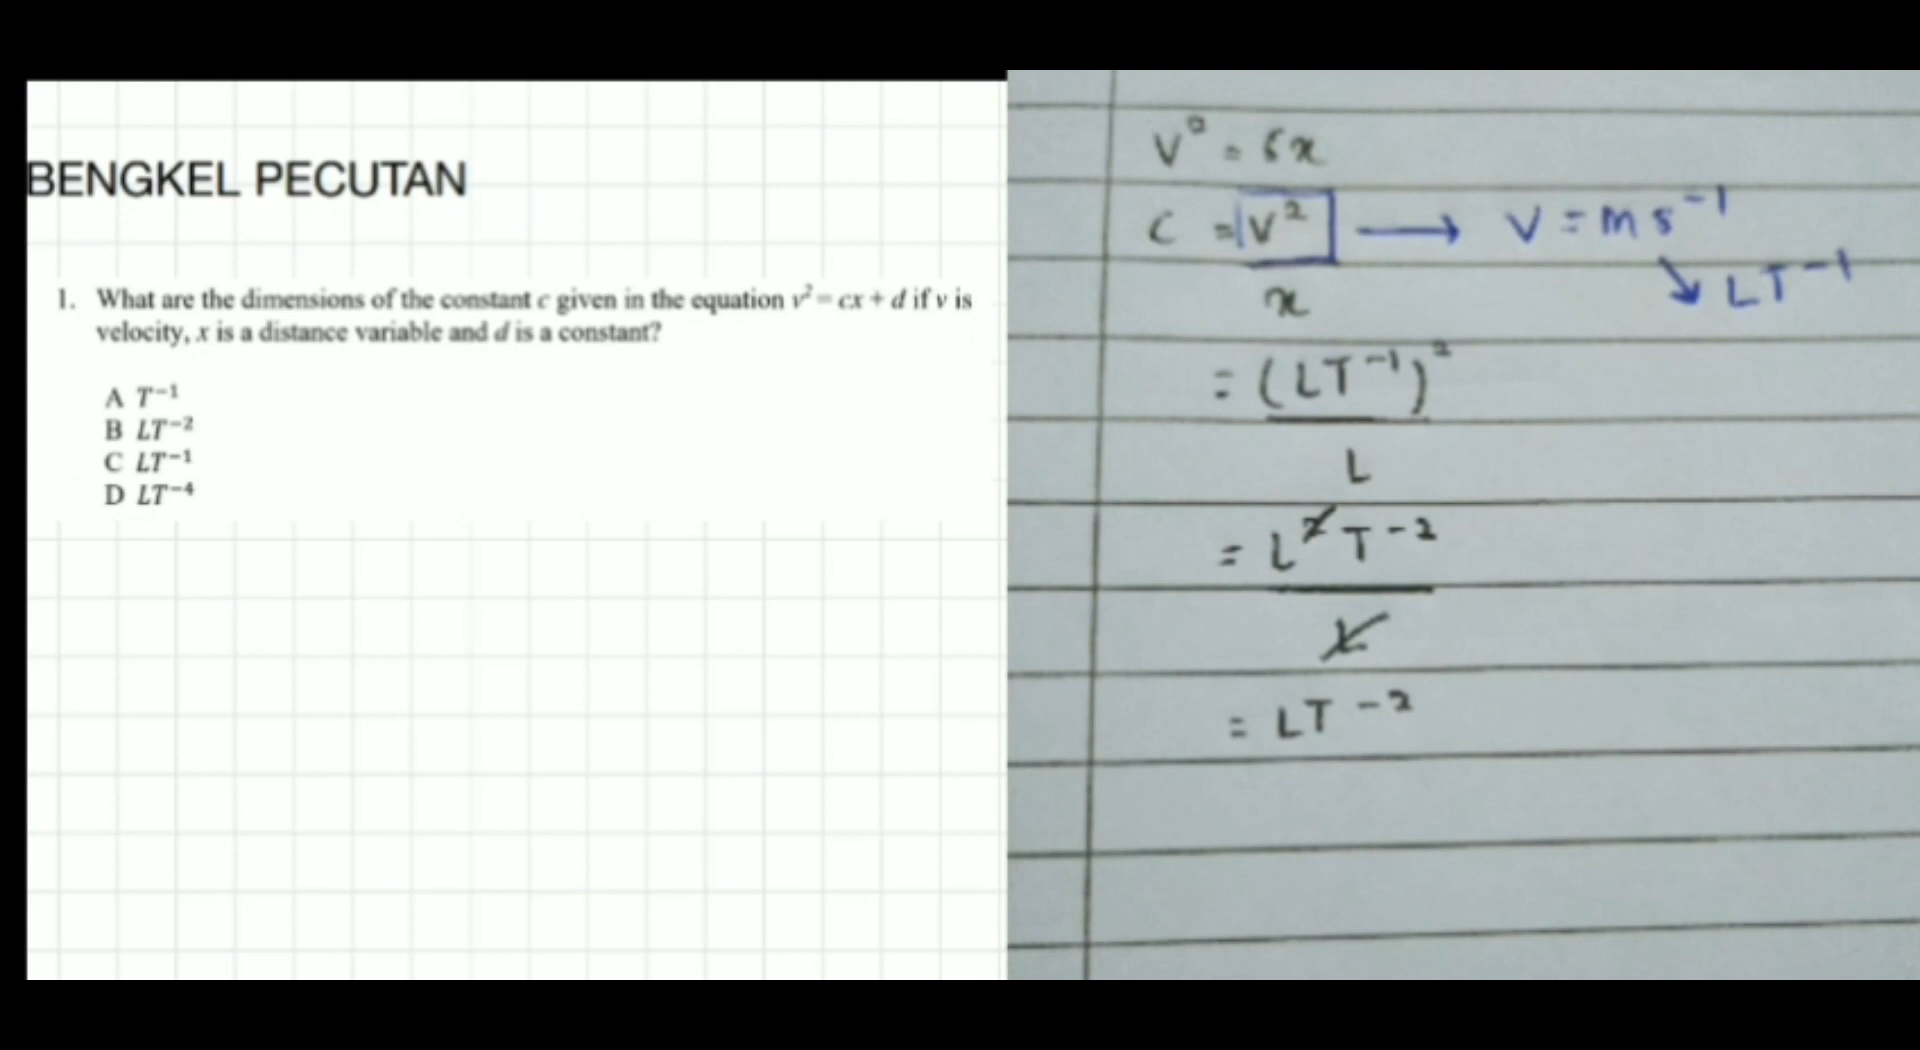 BENGKEL PECUTAN
1. What are the dimensions of the constant c given in the equation v² = cx + d if v is
velocity, x is a distance variable and d is a constant?
A T⁻¹
B LT⁻²
C LT⁻¹
D LT⁻⁴
V² = cx
C = V² → V = m s⁻¹
↘ LT⁻¹
x
= (LT⁻¹)²
L
= L²T⁻²
L
= LT⁻²